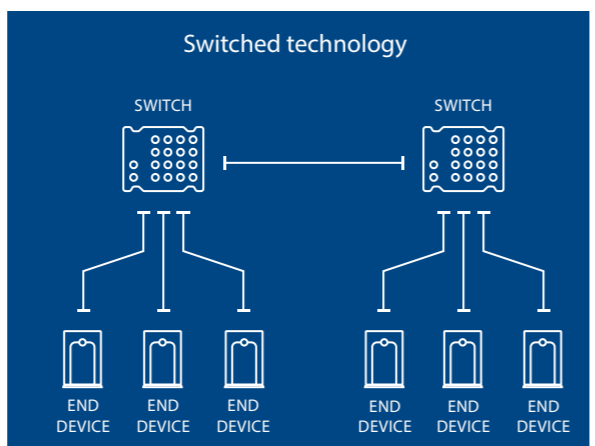 Switched technology
SWITCH
SWITCH
END
DEVICE
END
DEVICE
END
DEVICE
END
DEVICE
END
DEVICE
END
DEVICE